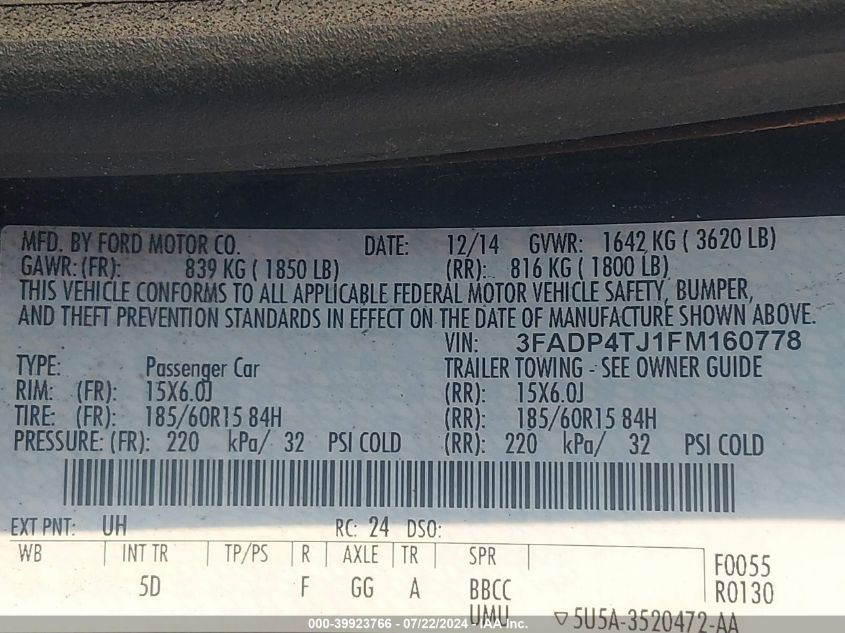 MFD. BY FORD MOTOR CO. DATE: 12/14 GVWR: 1642 KG ( 3620 LB)
GAWR: (FR): 839 KG ( 1850 LB) (RR): 816 KG ( 1800 LB)
THIS VEHICLE CONFORMS TO ALL APPLICABLE FEDERAL MOTOR VEHICLE SAFETY, BUMPER,
AND THEFT PREVENTION STANDARDS IN EFFECT ON THE DATE OF MANUFACTURE SHOWN ABOVE.
VIN: 3FADP4TJ1FM160778
TYPE: Passenger Car TRAILER TOWING - SEE OWNER GUIDE
RIM: (FR): 15X6.0J (RR): 15X6.0J
TIRE: (FR): 185/60R15 84H (RR): 185/60R15 84H
PRESSURE: (FR): 220 kPa/ 32 PSI COLD (RR): 220 kPa/ 32 PSI COLD
EXT PNT: UH RC: 24 DSO:
WB INT TR TP/PS R AXLE TR SPR F0055
5D F GG A BBCC R0130
UMU ▽5U5A-3520472-AA
000-39923766 - 07/22/2024 - IAAI Inc.